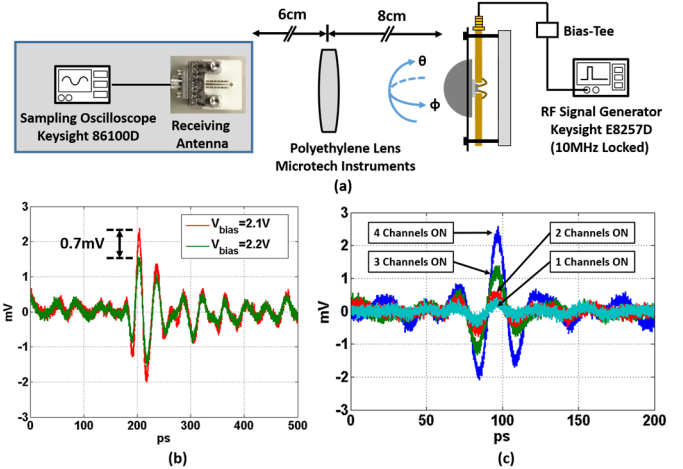 6cm
8cm
Bias-Tee
θ
ϕ
Sampling Oscilloscope
Keysight 86100D
Receiving
Antenna
Polyethylene Lens
Microtech Instruments
RF Signal Generator
Keysight E8257D
(10MHz Locked)
(a)
3
2
1
0
-1
-2
-3
mV
0.7mV
V_bias=2.1V
V_bias=2.2V
0 100 200 300 400 500
ps
(b)
3
2
1
0
-1
-2
-3
mV
4 Channels ON
2 Channels ON
3 Channels ON
1 Channels ON
0 50 100 150 200
ps
(c)